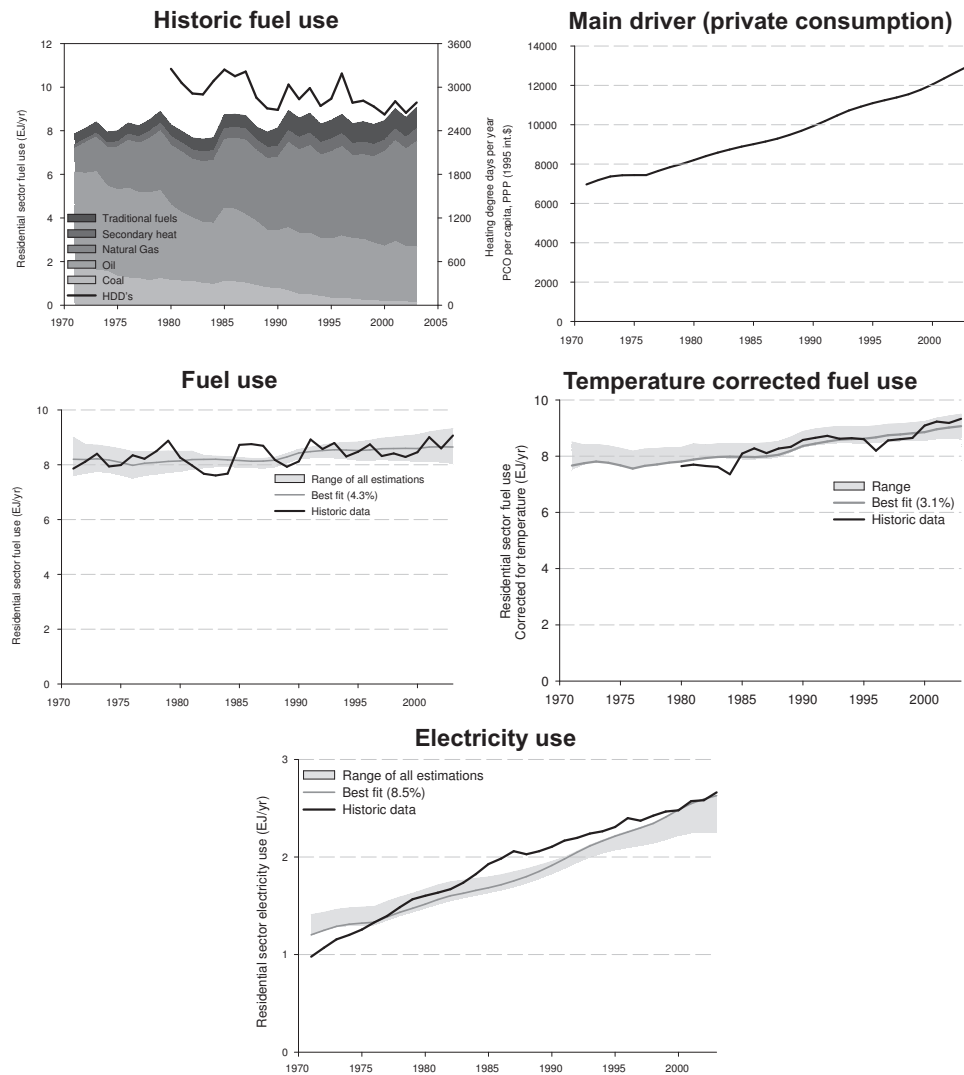 Historic fuel use
Residential sector fuel use (EJ/yr)
12
10
8
6
4
2
0
3600
3000
2400
1800
1200
600
0
Heating degree days per year
Traditional fuels
Secondary heat
Natural Gas
Oil
Coal
HDD's
1970 1975 1980 1985 1990 1995 2000 2005
Main driver (private consumption)
PCO per capita, PPP (1995 int.$)
14000
12000
10000
8000
6000
4000
2000
0
1970 1975 1980 1985 1990 1995 2000
Fuel use
Residential sector fuel use (EJ/yr)
10
8
6
4
2
0
Range of all estimations
Best fit (4.3%)
Historic data
1970 1975 1980 1985 1990 1995 2000
Temperature corrected fuel use
Residential sector fuel use
Corrected for temperature (EJ/yr)
10
8
6
4
2
0
Range
Best fit (3.1%)
Historic data
1970 1975 1980 1985 1990 1995 2000
Electricity use
Residential sector electricity use (EJ/yr)
3
2
1
0
Range of all estimations
Best fit (8.5%)
Historic data
1970 1975 1980 1985 1990 1995 2000